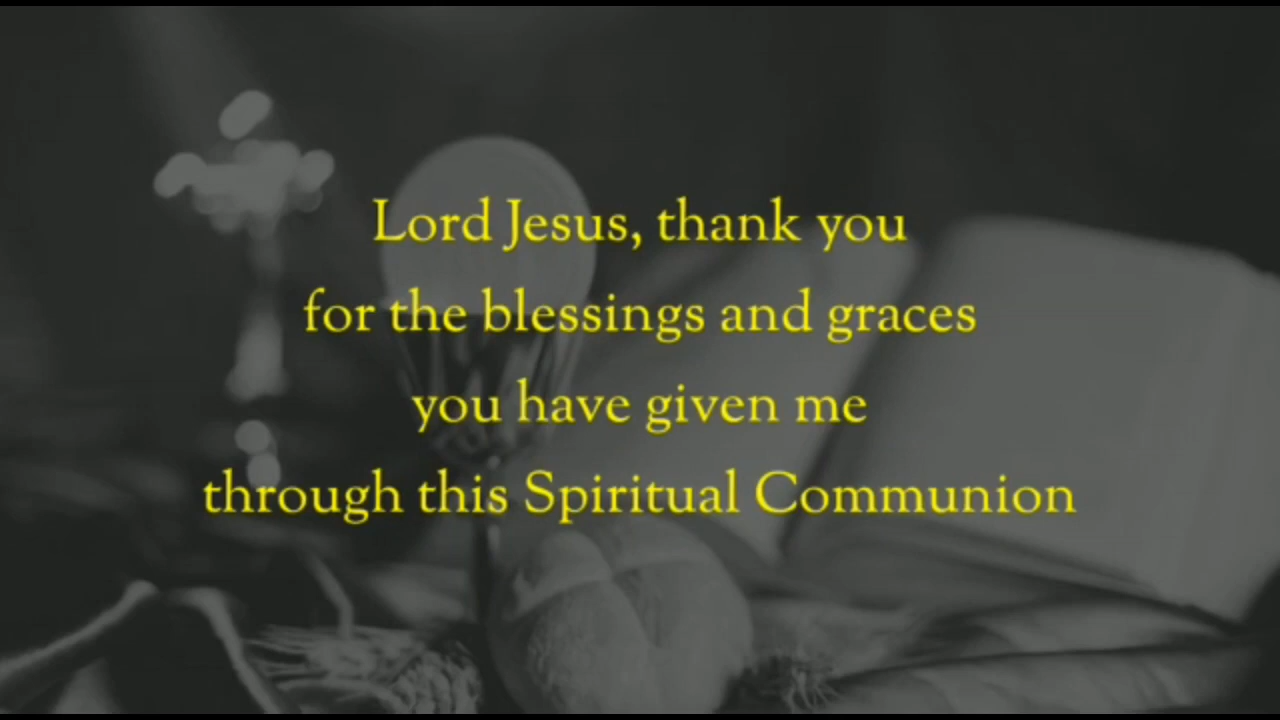 Lord Jesus, thank you
for the blessings and graces
you have given me
through this Spiritual Communion